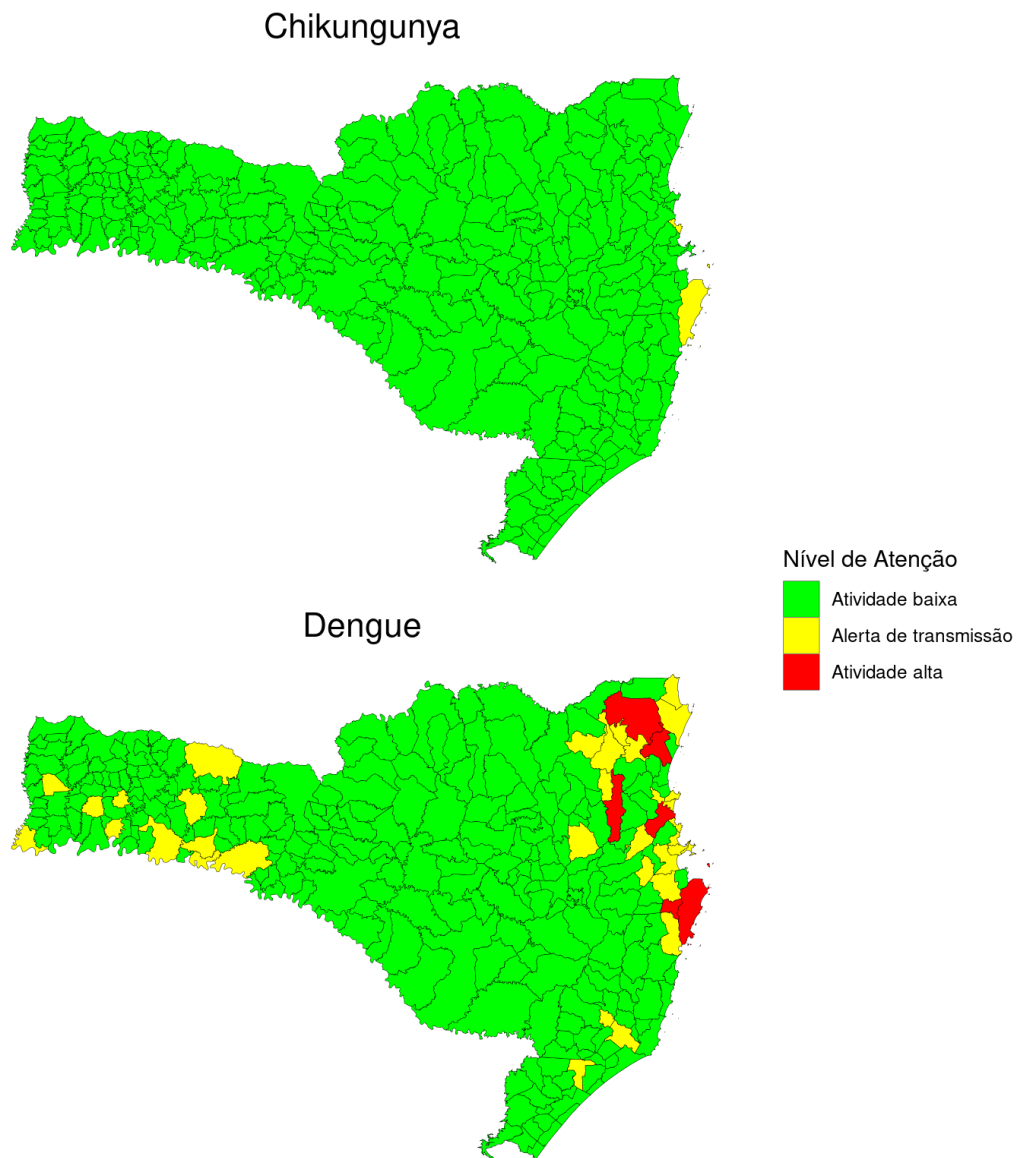 Chikungunya
Nível de Atenção
Atividade baixa
Alerta de transmissão
Atividade alta
Dengue